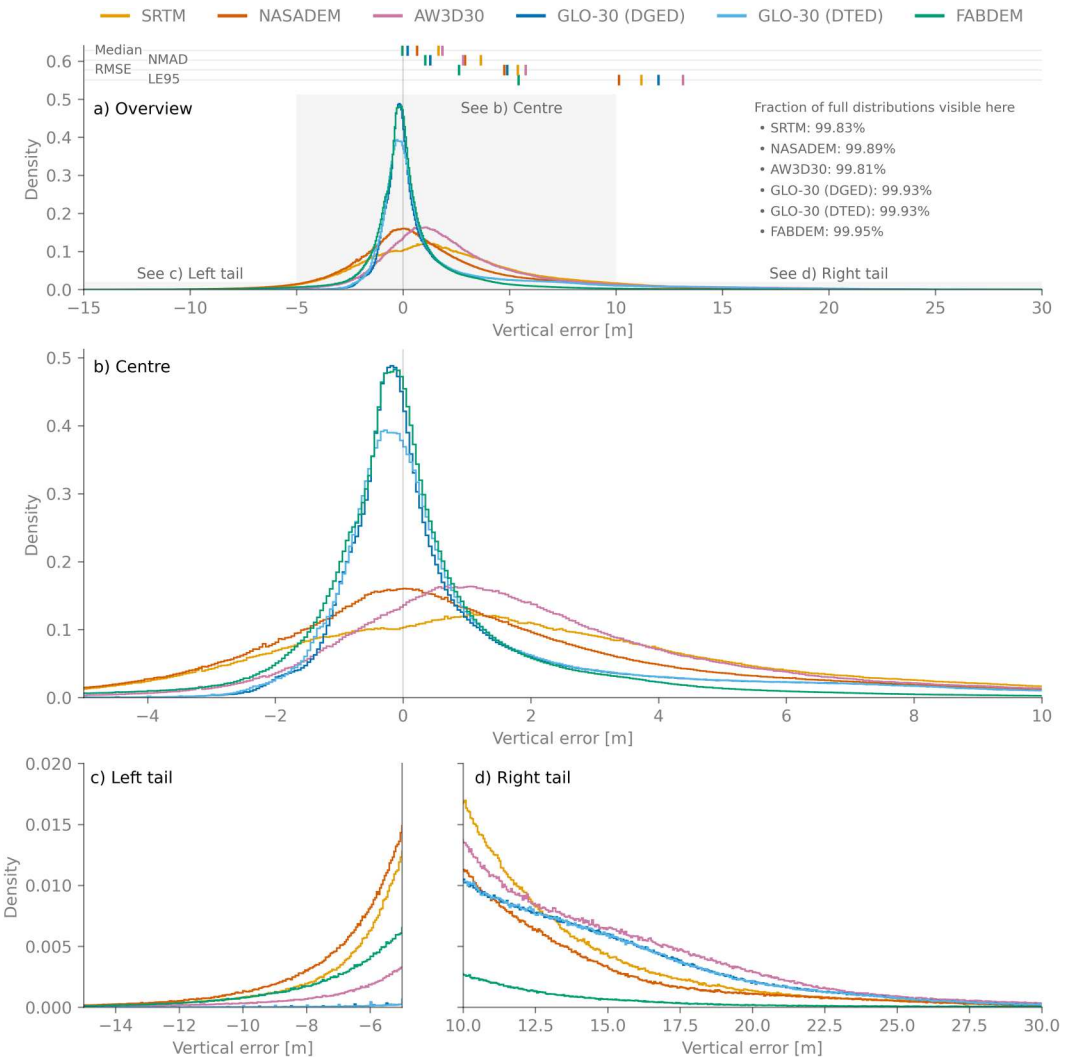 SRTM NASADEM AW3D30 GLO-30 (DGED) GLO-30 (DTED) FABDEM
Median
NMAD
RMSE
LE95
0.6
0.5
0.4
0.3
0.2
0.1
0.0
Density
a) Overview
See b) Centre
Fraction of full distributions visible here
• SRTM: 99.83%
• NASADEM: 99.89%
• AW3D30: 99.81%
• GLO-30 (DGED): 99.93%
• GLO-30 (DTED): 99.93%
• FABDEM: 99.95%
See c) Left tail
See d) Right tail
−15 −10 −5 0 5 10 15 20 25 30
Vertical error [m]
b) Centre
0.5
0.4
0.3
0.2
0.1
0.0
Density
−4 −2 0 2 4 6 8 10
Vertical error [m]
c) Left tail
0.020
0.015
0.010
0.005
0.000
Density
−14 −12 −10 −8 −6
Vertical error [m]
d) Right tail
10.0 12.5 15.0 17.5 20.0 22.5 25.0 27.5 30.0
Vertical error [m]